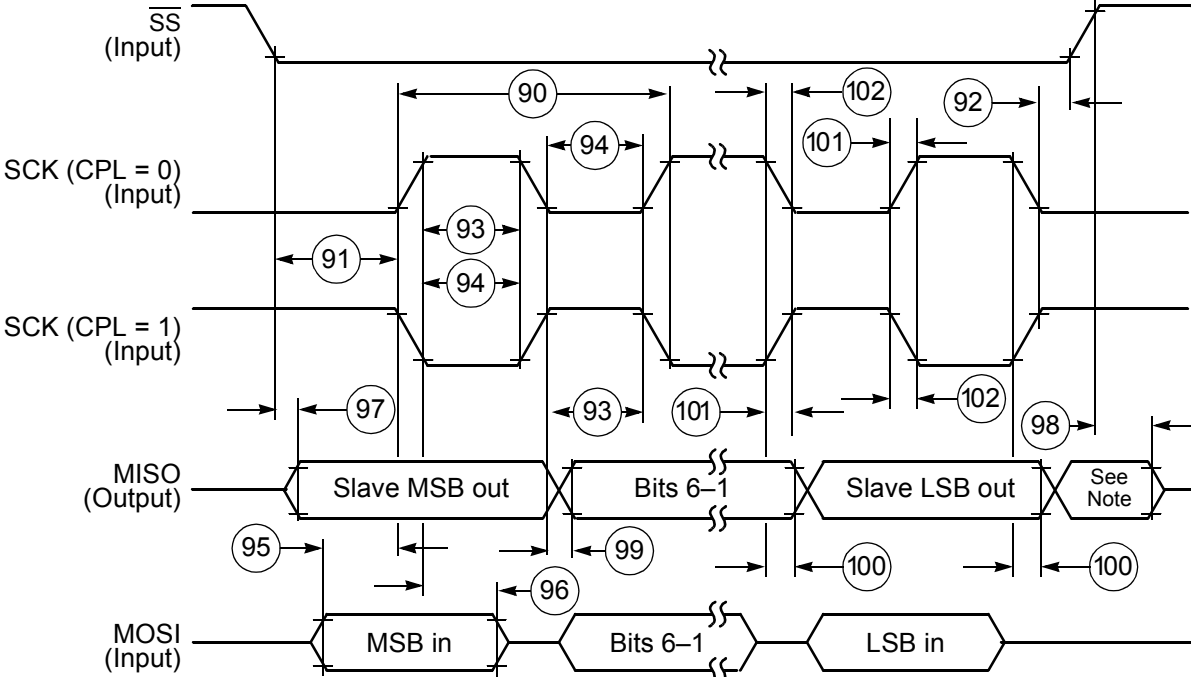 SS
(Input)
90
102
92
94
101
SCK (CPL = 0)
(Input)
93
91
94
SCK (CPL = 1)
(Input)
97
93
101
102
98
MISO
(Output)
Slave MSB out
Bits 6–1
Slave LSB out
See
Note
95
99
100
100
96
MOSI
(Input)
MSB in
Bits 6–1
LSB in